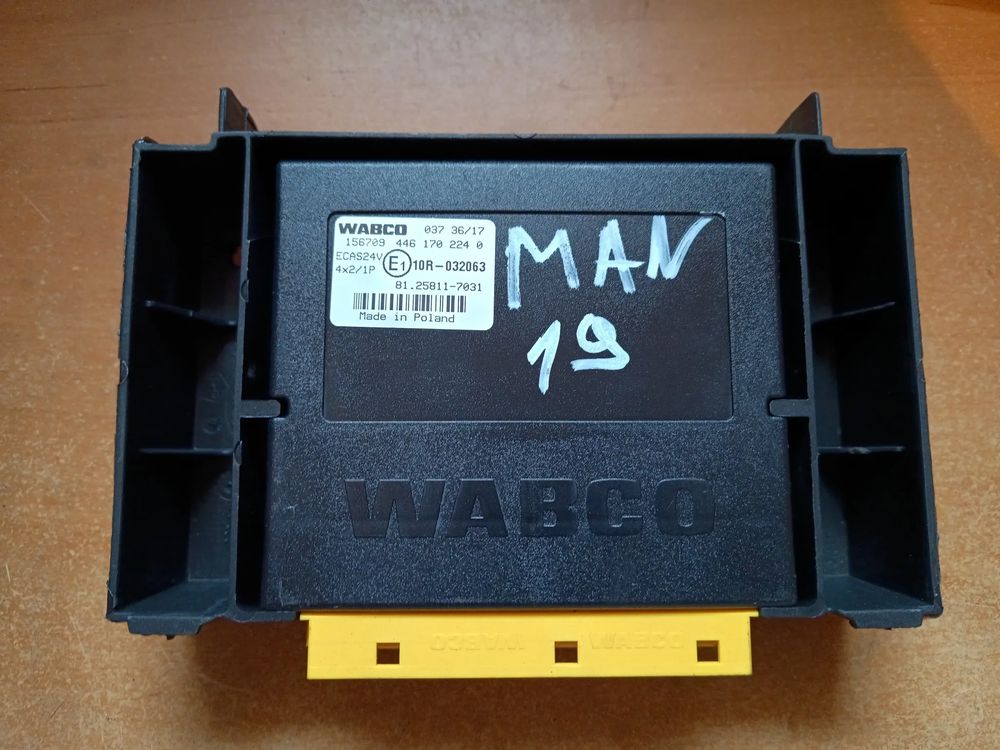 WABCO 037 36/17
156709 446 170 224 0
ECAS24V E1 10R-032063
4x2/1P
81.25811-7031
Made in Poland
MAN
19
WABCO
WABCO WABCO WABCO